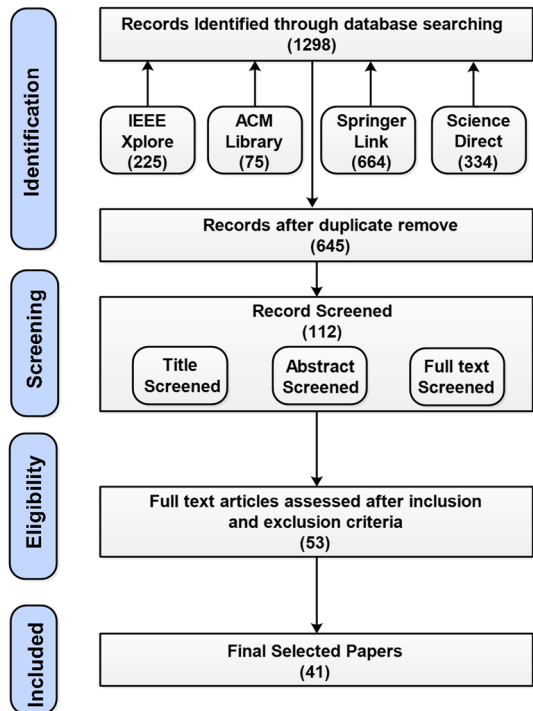 Identification
Records Identified through database searching
(1298)
IEEE
Xplore
(225)
ACM
Library
(75)
Springer
Link
(664)
Science
Direct
(334)
Records after duplicate remove
(645)
Screening
Record Screened
(112)
Title
Screened
Abstract
Screened
Full text
Screened
Eligibility
Full text articles assessed after inclusion
and exclusion criteria
(53)
Included
Final Selected Papers
(41)